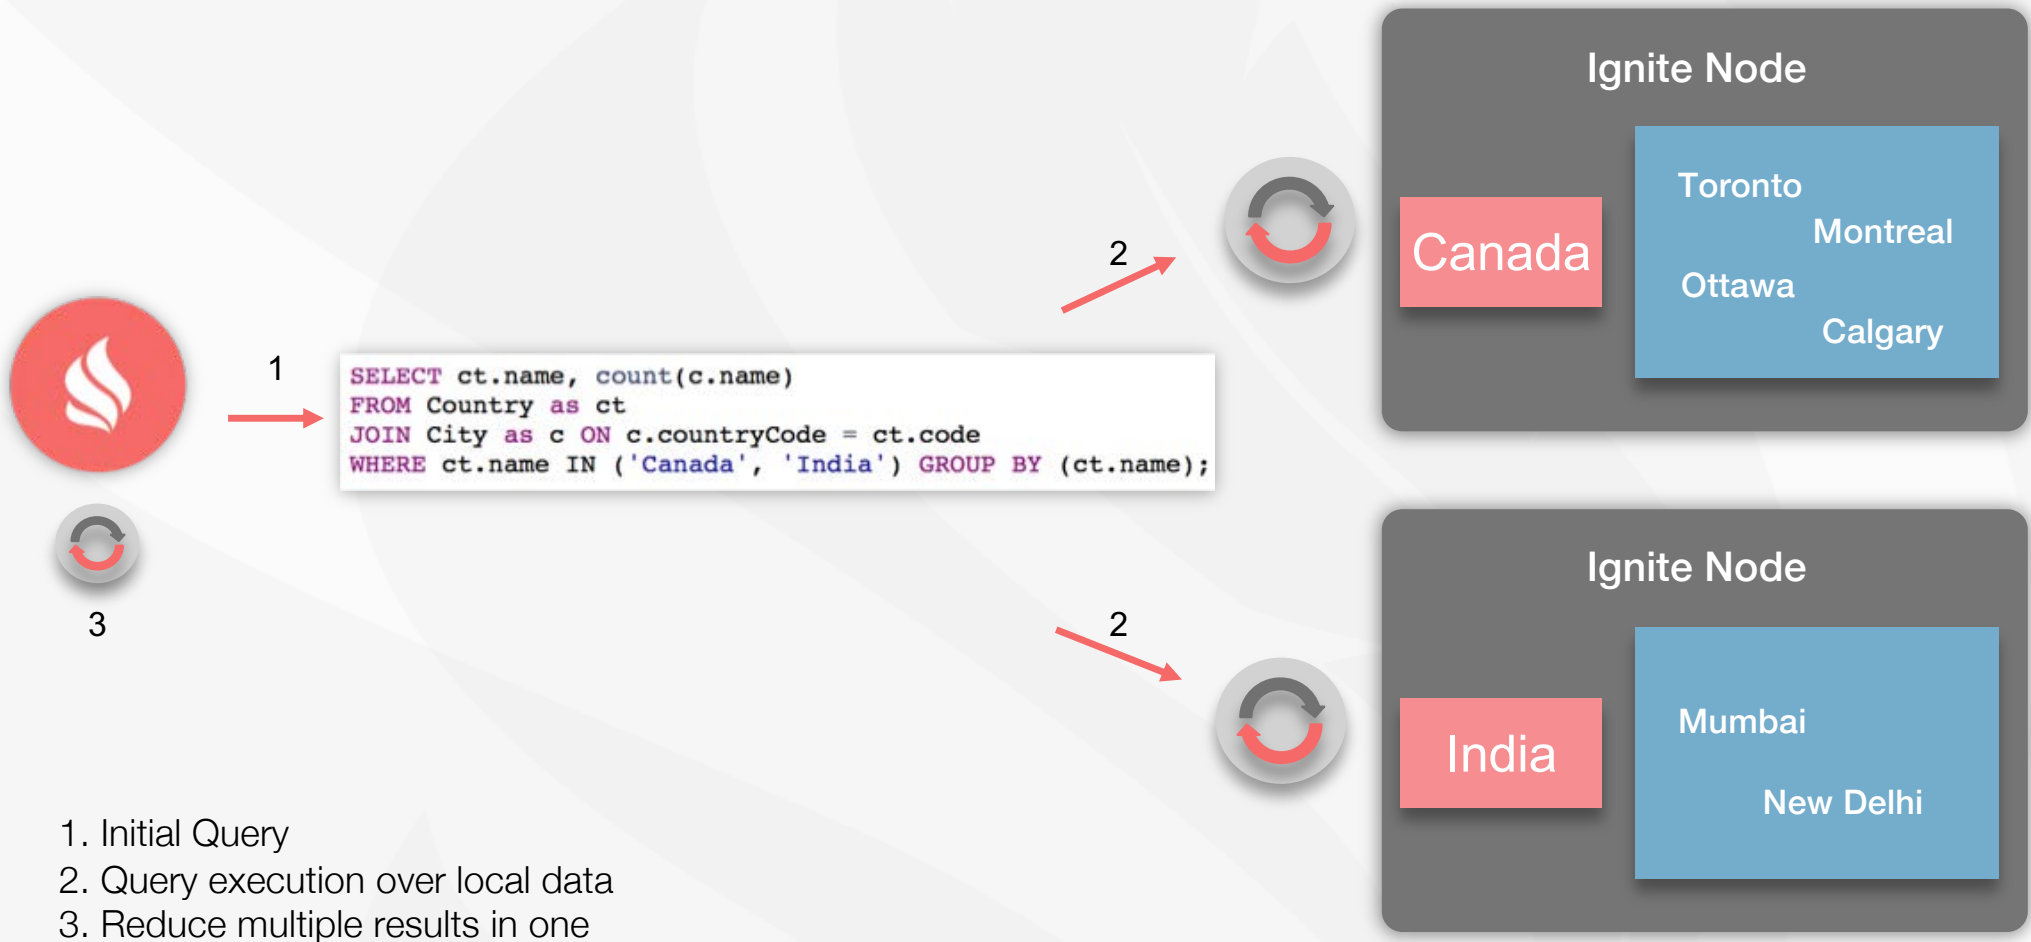 Ignite Node
Toronto
Montreal
Canada
Ottawa
Calgary
2
1
SELECT ct.name, count(c.name)
FROM Country as ct
JOIN City as c ON c.countryCode = ct.code
WHERE ct.name IN ('Canada', 'India') GROUP BY (ct.name);
3
2
Ignite Node
Mumbai
India
New Delhi
1. Initial Query
2. Query execution over local data
3. Reduce multiple results in one